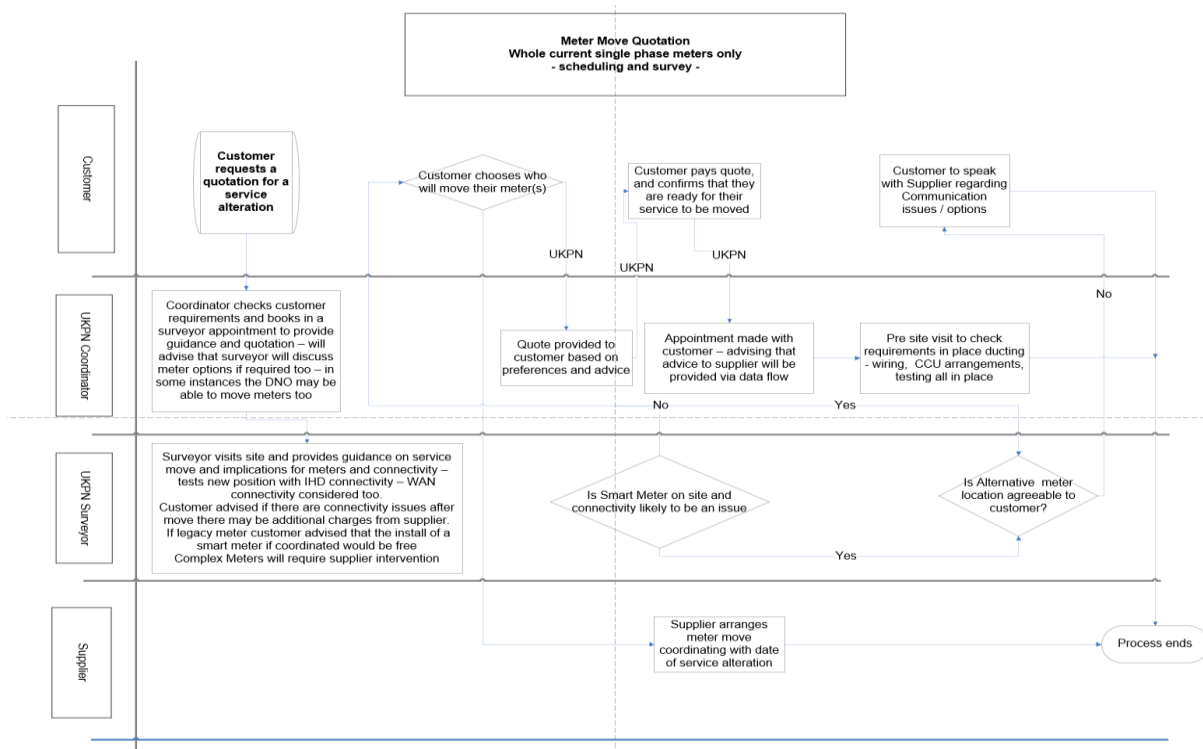 Meter Move Quotation
Whole current single phase meters only
- scheduling and survey -
Customer
Customer
requests a
quotation for a
service
alteration
Customer chooses who
will move their meter(s)
Customer pays quote,
and confirms that they
are ready for their
service to be moved
Customer to speak
with Supplier regarding
Communication
issues / options
UKPN
UKPN
UKPN
No
UKPN Coordinator
Coordinator checks customer
requirements and books in a
surveyor appointment to provide
guidance and quotation – will
advise that surveyor will discuss
meter options if required too – in
some instances the DNO may be
able to move meters too
Quote provided to
customer based on
preferences and advice
Appointment made with
customer – advising that
advice to supplier will be
provided via data flow
Pre site visit to check
requirements in place ducting
- wiring, CCU arrangements,
testing all in place
No
Yes
UKPN Surveyor
Surveyor visits site and provides guidance on service
move and implications for meters and connectivity –
tests new position with IHD connectivity – WAN
connectivity considered too.
Customer advised if there are connectivity issues after
move there may be additional charges from supplier.
If legacy meter customer advised that the install of a
smart meter if coordinated would be free
Complex Meters will require supplier intervention
Is Smart Meter on site and
connectivity likely to be an issue
Is Alternative meter
location agreeable to
customer?
Yes
Supplier
Supplier arranges
meter move
coordinating with date
of service alteration
Process ends